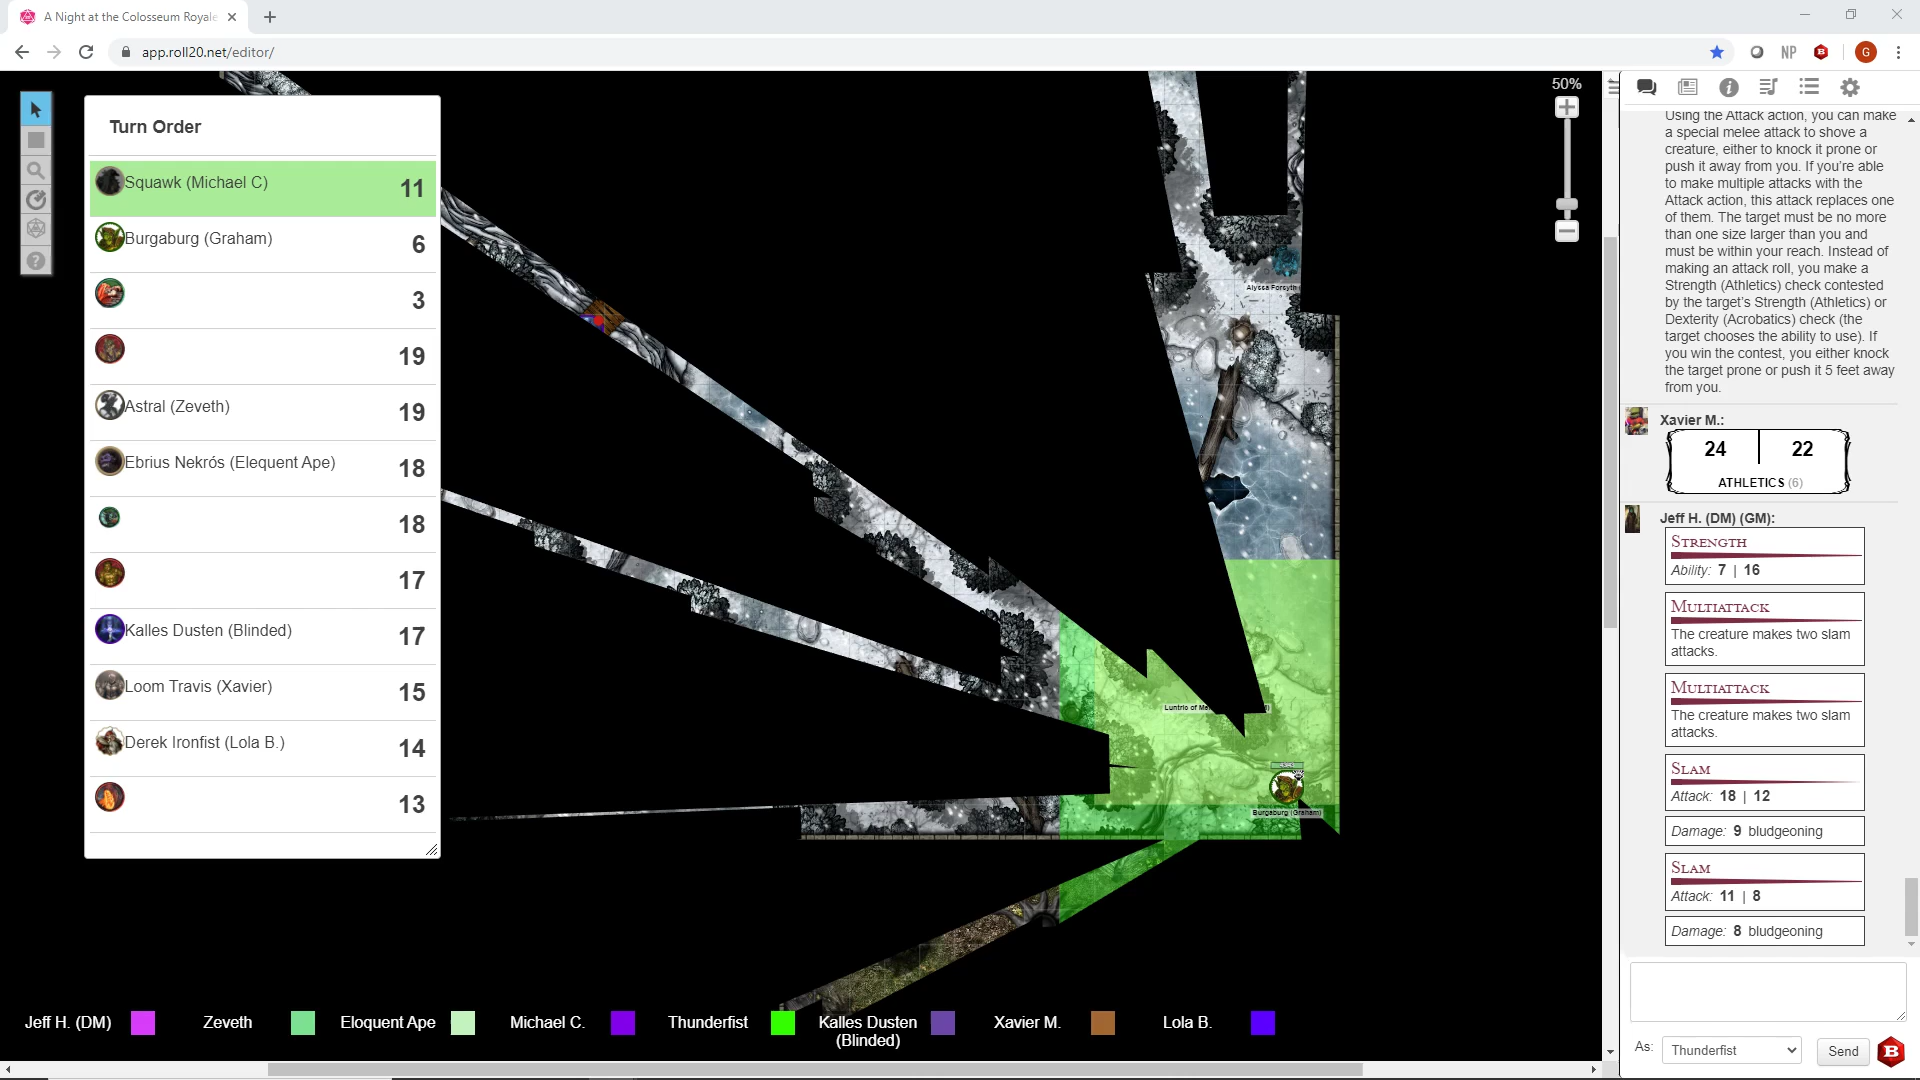 A Night at the Colosseum Royale
app.roll20.net/editor/
NP
G
50%
Turn Order
Squawk (Michael C)
11
Burgaburg (Graham)
6
3
19
Astral (Zeveth)
19
Ebrius Nekrós (Elequent Ape)
18
18
17
Kalles Dusten (Blinded)
17
Loom Travis (Xavier)
15
Derek Ironfist (Lola B.)
14
13
Alyssa Forsyth
Luntrio of
Burgaburg (Graham)
Using the Attack action, you can make
a special melee attack to shove a
creature, either to knock it prone or
push it away from you. If you're able
to make multiple attacks with the
Attack action, this attack replaces one
of them. The target must be no more
than one size larger than you and
must be within your reach. Instead of
making an attack roll, you make a
Strength (Athletics) check contested
by the target's Strength (Athletics) or
Dexterity (Acrobatics) check (the
target chooses the ability to use). If
you win the contest, you either knock
the target prone or push it 5 feet away
from you.
Xavier M.:
24 22
ATHLETICS (6)
Jeff H. (DM) (GM):
STRENGTH
Ability: 7 | 16
MULTIATTACK
The creature makes two slam
attacks.
MULTIATTACK
The creature makes two slam
attacks.
SLAM
Attack: 18 | 12
Damage: 9 bludgeoning
SLAM
Attack: 11 | 8
Damage: 8 bludgeoning
As: Thunderfist Send B
Jeff H. (DM) Zeveth Eloquent Ape Michael C. Thunderfist Kalles Dusten Xavier M. Lola B.
(Blinded)